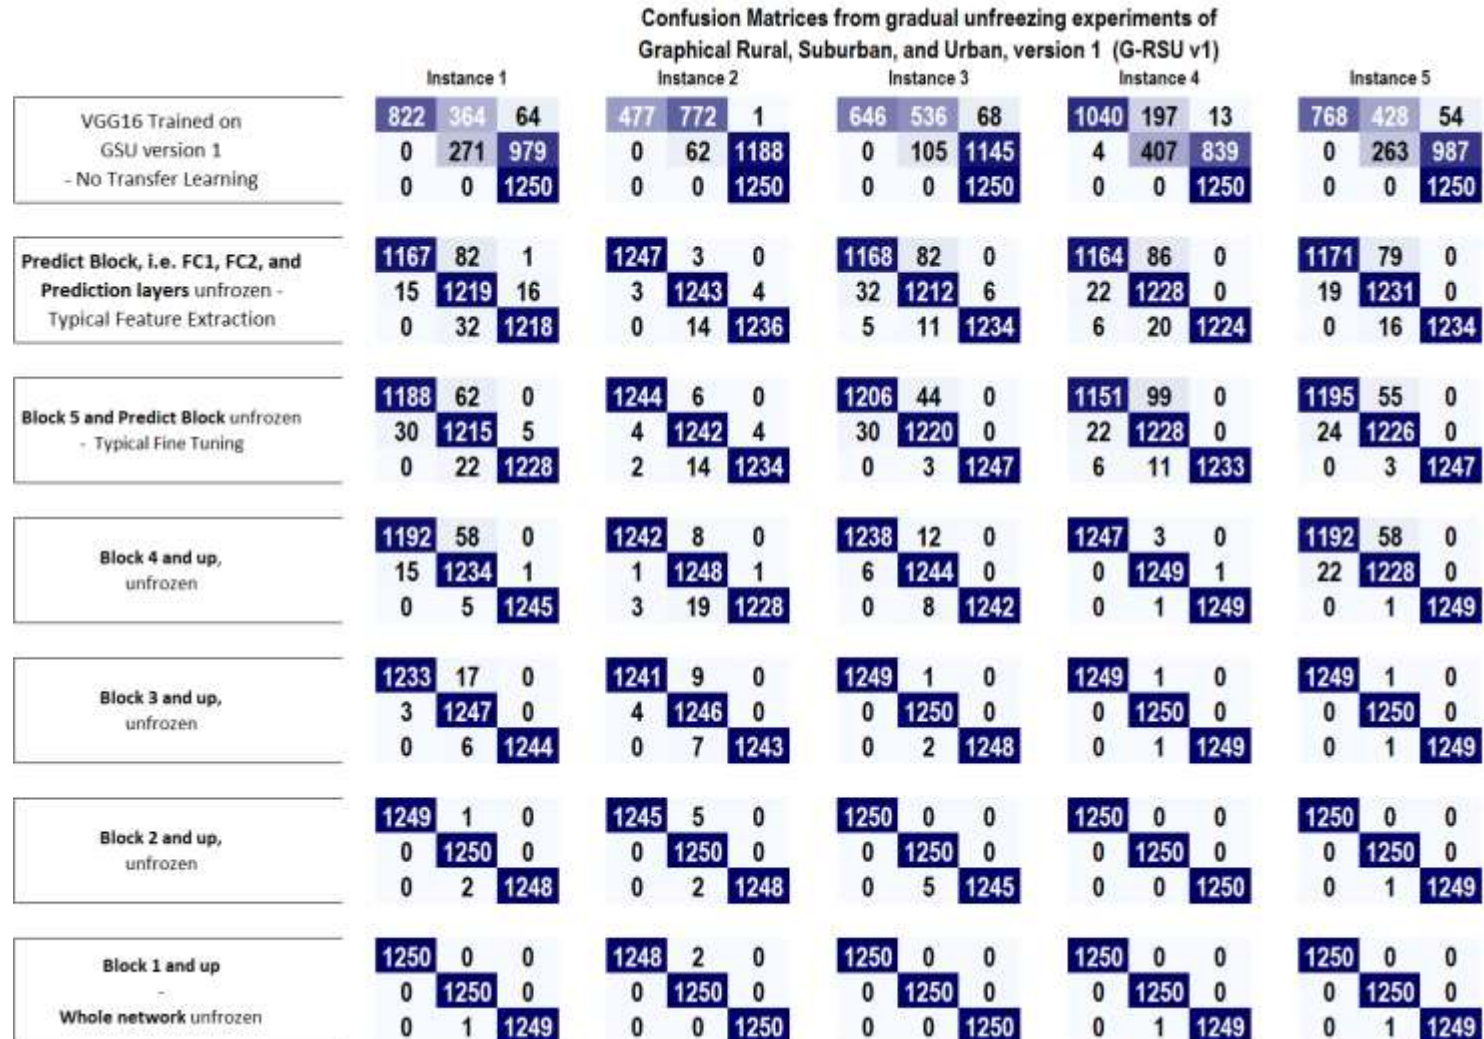 Confusion Matrices from gradual unfreezing experiments of
Graphical Rural, Suburban, and Urban, version 1 (G-RSU v1)
Instance 1 Instance 2 Instance 3 Instance 4 Instance 5
VGG16 Trained on
GSU version 1
- No Transfer Learning
822 364 64 477 772 1 646 536 68 1040 197 13 768 428 54
0 271 979 0 62 1188 0 105 1145 4 407 839 0 263 987
0 0 1250 0 0 1250 0 0 1250 0 0 1250 0 0 1250
Predict Block, i.e. FC1, FC2, and
Prediction layers unfrozen -
Typical Feature Extraction
1167 82 1 1247 3 0 1168 82 0 1164 86 0 1171 79 0
15 1219 16 3 1243 4 32 1212 6 22 1228 0 19 1231 0
0 32 1218 0 14 1236 5 11 1234 6 20 1224 0 16 1234
Block 5 and Predict Block unfrozen
- Typical Fine Tuning
1188 62 0 1244 6 0 1206 44 0 1151 99 0 1195 55 0
30 1215 5 4 1242 4 30 1220 0 22 1228 0 24 1226 0
0 22 1228 2 14 1234 0 3 1247 6 11 1233 0 3 1247
Block 4 and up,
unfrozen
1192 58 0 1242 8 0 1238 12 0 1247 3 0 1192 58 0
15 1234 1 1 1248 1 6 1244 0 0 1249 1 22 1228 0
0 5 1245 3 19 1228 0 8 1242 0 1 1249 0 1 1249
Block 3 and up,
unfrozen
1233 17 0 1241 9 0 1249 1 0 1249 1 0 1249 1 0
3 1247 0 4 1246 0 0 1250 0 0 1250 0 0 1250 0
0 6 1244 0 7 1243 0 2 1248 0 1 1249 0 1 1249
Block 2 and up,
unfrozen
1249 1 0 1245 5 0 1250 0 0 1250 0 0 1250 0 0
0 1250 0 0 1250 0 0 1250 0 0 1250 0 0 1250 0
0 2 1248 0 2 1248 0 5 1245 0 0 1250 0 1 1249
Block 1 and up
-
Whole network unfrozen
1250 0 0 1248 2 0 1250 0 0 1250 0 0 1250 0 0
0 1250 0 0 1250 0 0 1250 0 0 1250 0 0 1250 0
0 1 1249 0 0 1250 0 0 1250 0 1 1249 0 1 1249